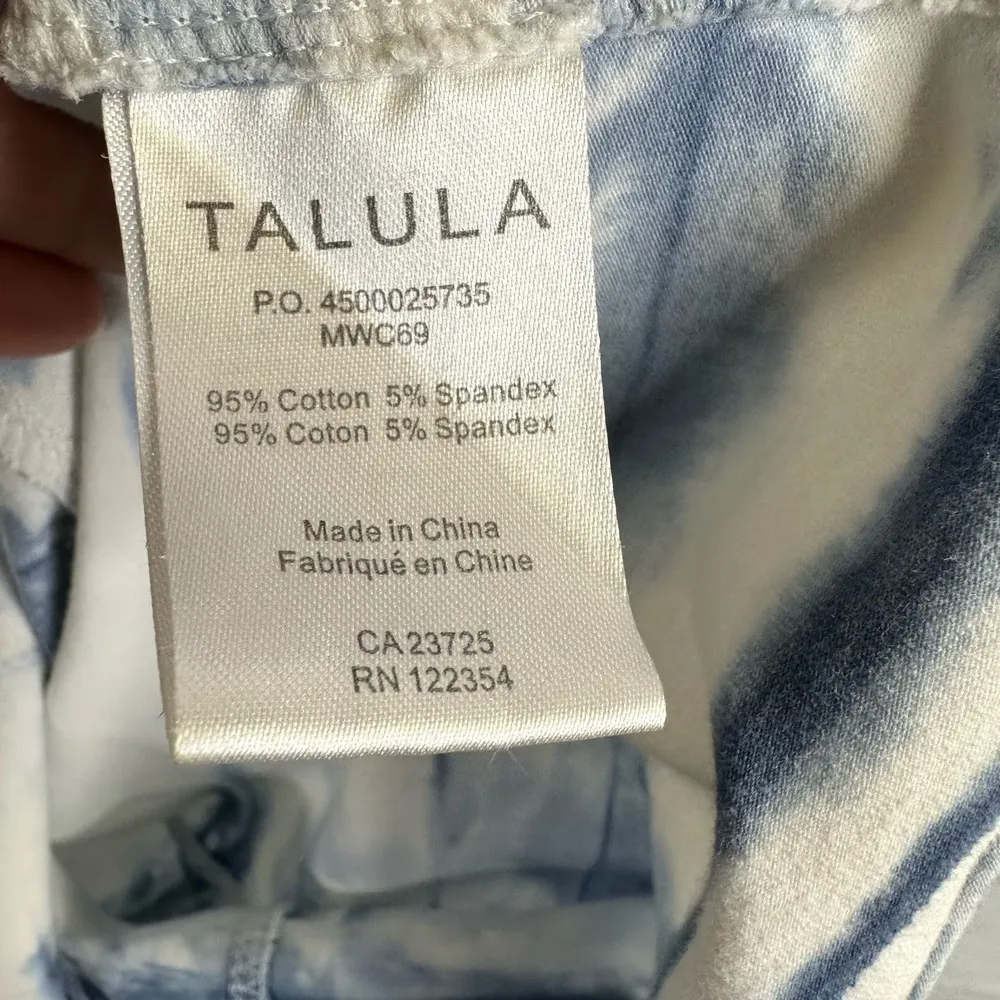 TALULA
P.O. 4500025735
MWC69
95% Cotton 5% Spandex
95% Coton 5% Spandex
Made in China
Fabriqué en Chine
CA 23725
RN 122354